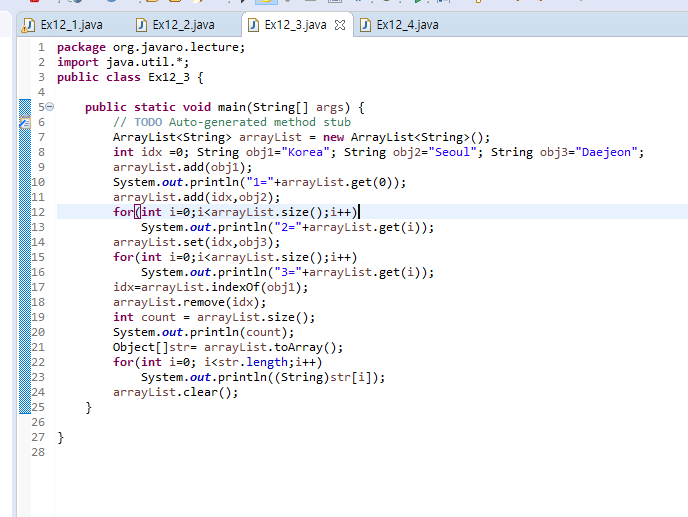 Ex12_1.java Ex12_2.java Ex12_3.java Ex12_4.java
1 package org.javaro.lecture;
2 import java.util.*;
3 public class Ex12_3 {
4
5 public static void main(String[] args) {
6 // TODO Auto-generated method stub
7 ArrayList<String> arrayList = new ArrayList<String>();
8 int idx =0; String obj1="Korea"; String obj2="Seoul"; String obj3="Daejeon";
9 arrayList.add(obj1);
10 System.out.println("1="+arrayList.get(0));
11 arrayList.add(idx,obj2);
12 for(int i=0;i<arrayList.size();i++)
13 System.out.println("2="+arrayList.get(i));
14 arrayList.set(idx,obj3);
15 for(int i=0;i<arrayList.size();i++)
16 System.out.println("3="+arrayList.get(i));
17 idx=arrayList.indexOf(obj1);
18 arrayList.remove(idx);
19 int count = arrayList.size();
20 System.out.println(count);
21 Object[]str= arrayList.toArray();
22 for(int i=0; i<str.length;i++)
23 System.out.println((String)str[i]);
24 arrayList.clear();
25 }
26
27 }
28